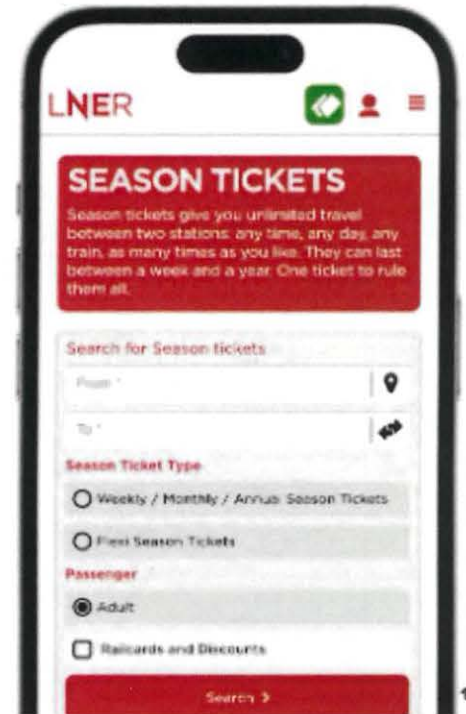 LNER
SEASON TICKETS
Season tickets give you unlimited travel
between two stations: any time, any day, any
train, as many times as you like. They can last
between a week and a year. One ticket to rule
them all.
Search for Season tickets
From *
To *
Season Ticket Type
Weekly / Monthly / Annual Season Tickets
Flexi Season Tickets
Passenger
Adult
Railcards and Discounts
Search >